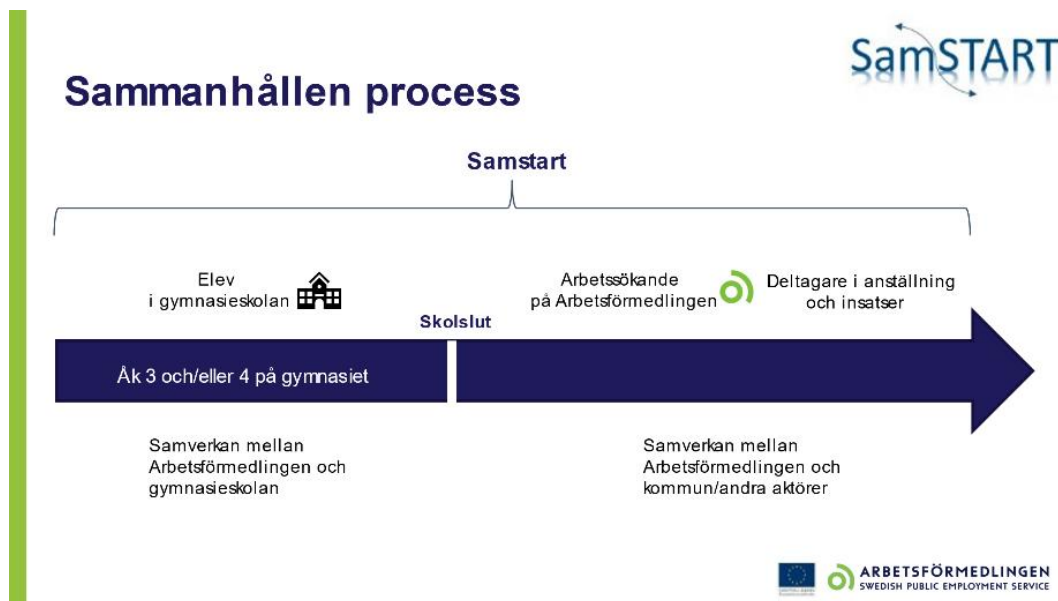 SamSTART
Sammanhållen process
Samstart
Elev
i gymnasieskolan
Arbetssökande
på Arbetsförmedlingen
Deltagare i anställning
och insatser
Skolslut
Åk 3 och/eller 4 på gymnasiet
Samverkan mellan
Arbetsförmedlingen och
gymnasieskolan
Samverkan mellan
Arbetsförmedlingen och
kommun/andra aktörer
ARBETSFÖRMEDLINGEN
SWEDISH PUBLIC EMPLOYMENT SERVICE